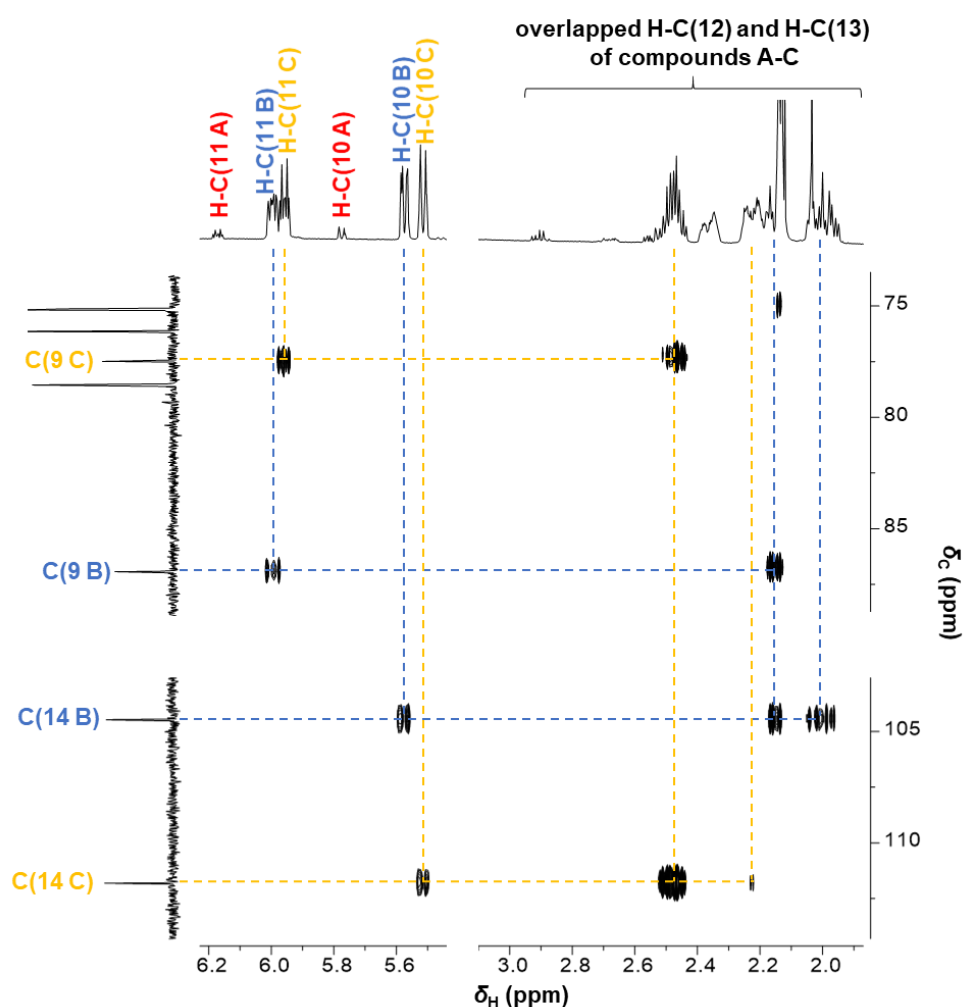 overlapped H-C(12) and H-C(13)
of compounds A-C
H-C(11 A)
H-C(11 B)
H-C(11 C)
H-C(10 A)
H-C(10 B)
H-C(10 C)
C(9 C)
C(9 B)
C(14 B)
C(14 C)
75
80
85
105
110
δC (ppm)
6.2 6.0 5.8 5.6 3.0 2.8 2.6 2.4 2.2 2.0
δH (ppm)